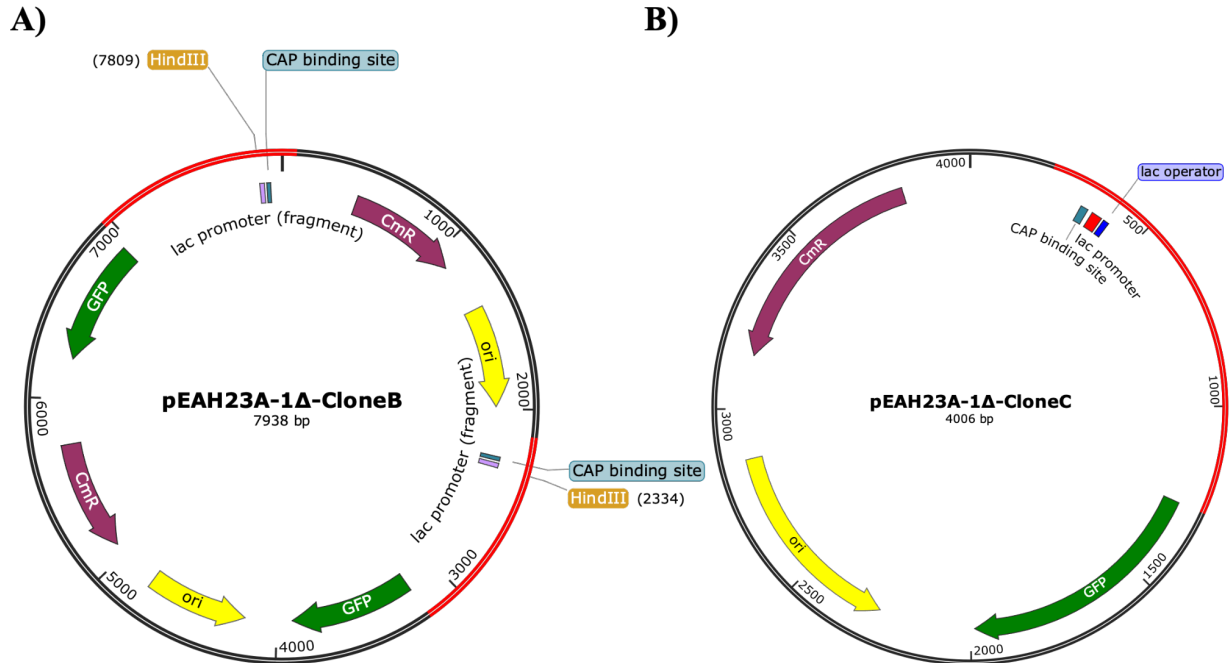 A)
(7809) HindIII
CAP binding site
lac promoter (fragment)
CmR
1000
ori
2000
lac promoter (fragment)
CAP binding site
HindIII (2334)
3000
GFP
4000
ori
5000
CmR
6000
GFP
7000
pEAH23A-1Δ-CloneB
7938 bp
B)
4000
lac operator
CAP binding site
lac promoter
500
1000
GFP
1500
2000
ori
2500
3000
CmR
3500
pEAH23A-1Δ-CloneC
4006 bp